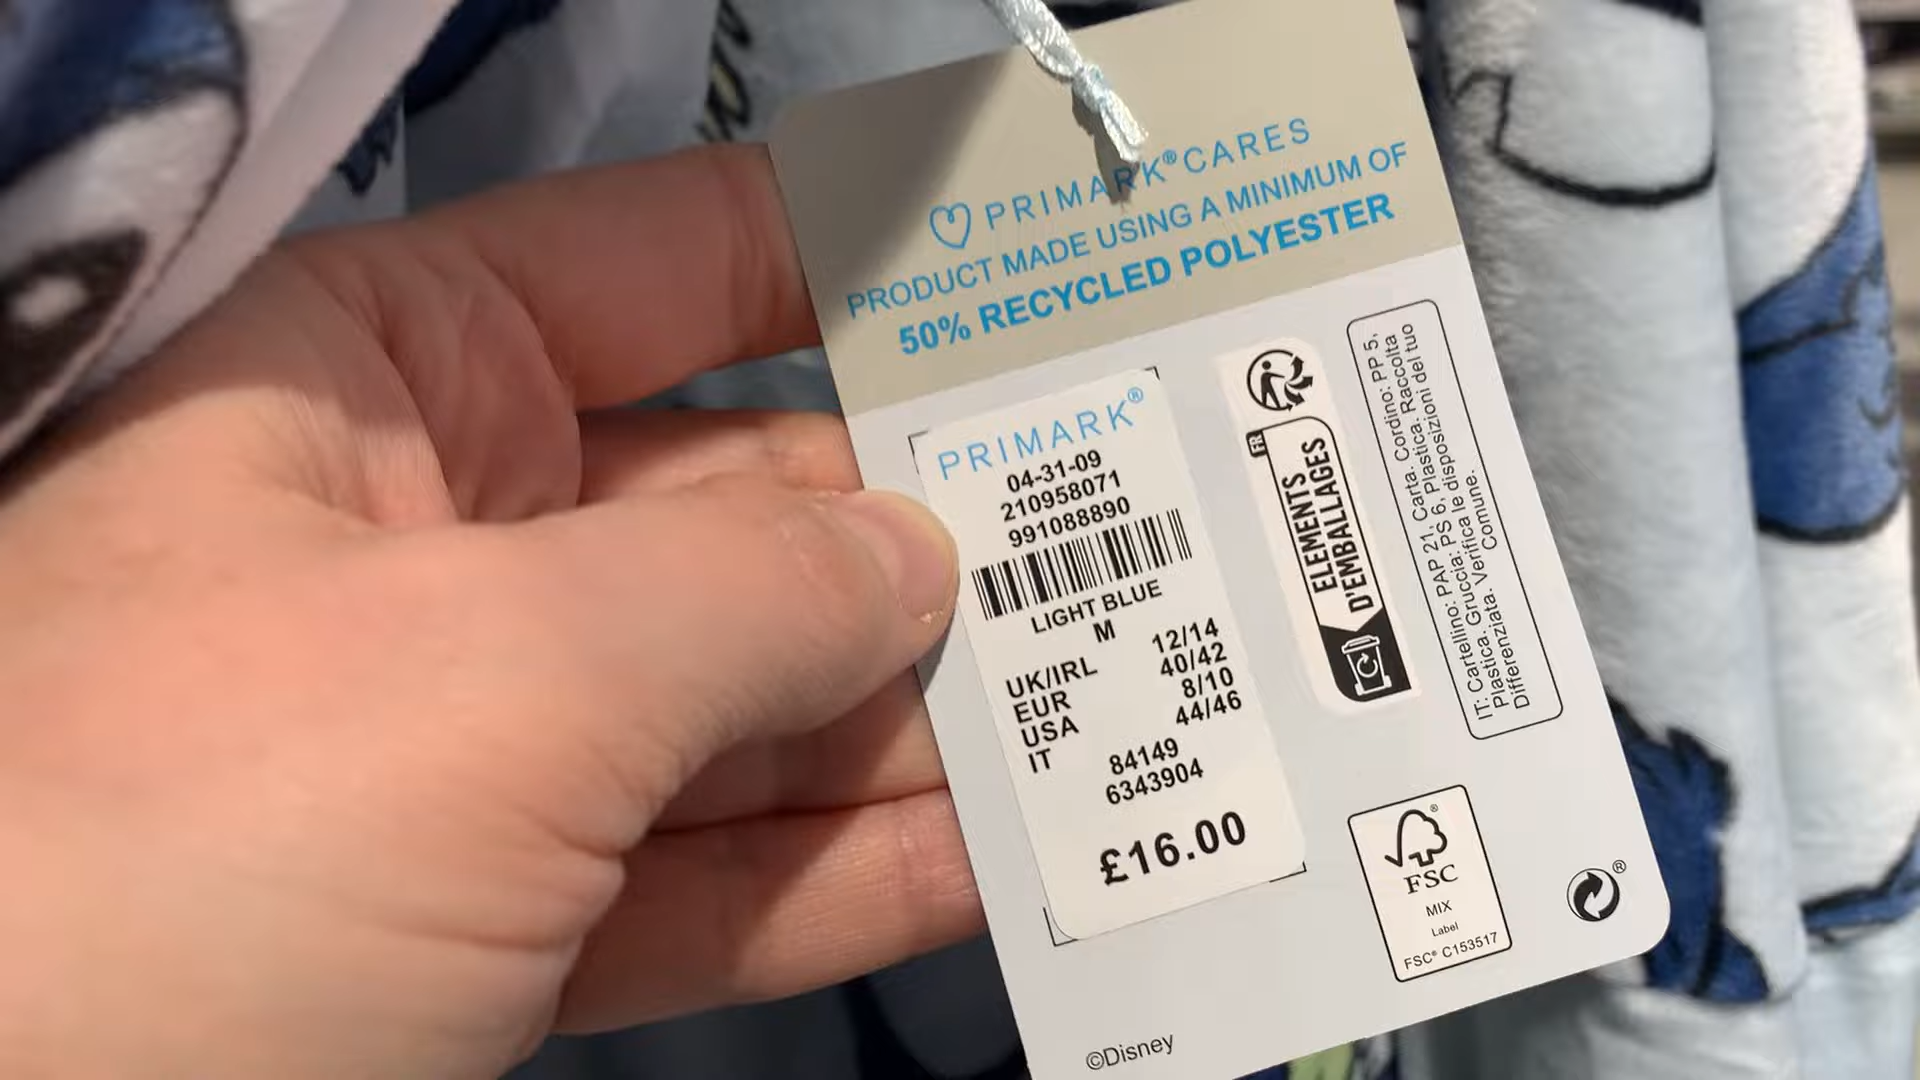 PRIMARK® CARES
PRODUCT MADE USING A MINIMUM OF
50% RECYCLED POLYESTER
PRIMARK®
04-31-09
210958071
991088890
LIGHT BLUE
M
UK/IRL 12/14
EUR 40/42
USA 8/10
IT 44/46
84149
6343904
£16.00
FR
ELEMENTS
D'EMBALLAGES
IT: Cartellino: PAP 21, Carta. Cordino: PP 5,
Plastica. Gruccia: PS 6, Plastica. Raccolta
Differenziata. Verifica le disposizioni del tuo
Comune.
®
FSC
MIX
Label
FSC® C153517
®
©Disney